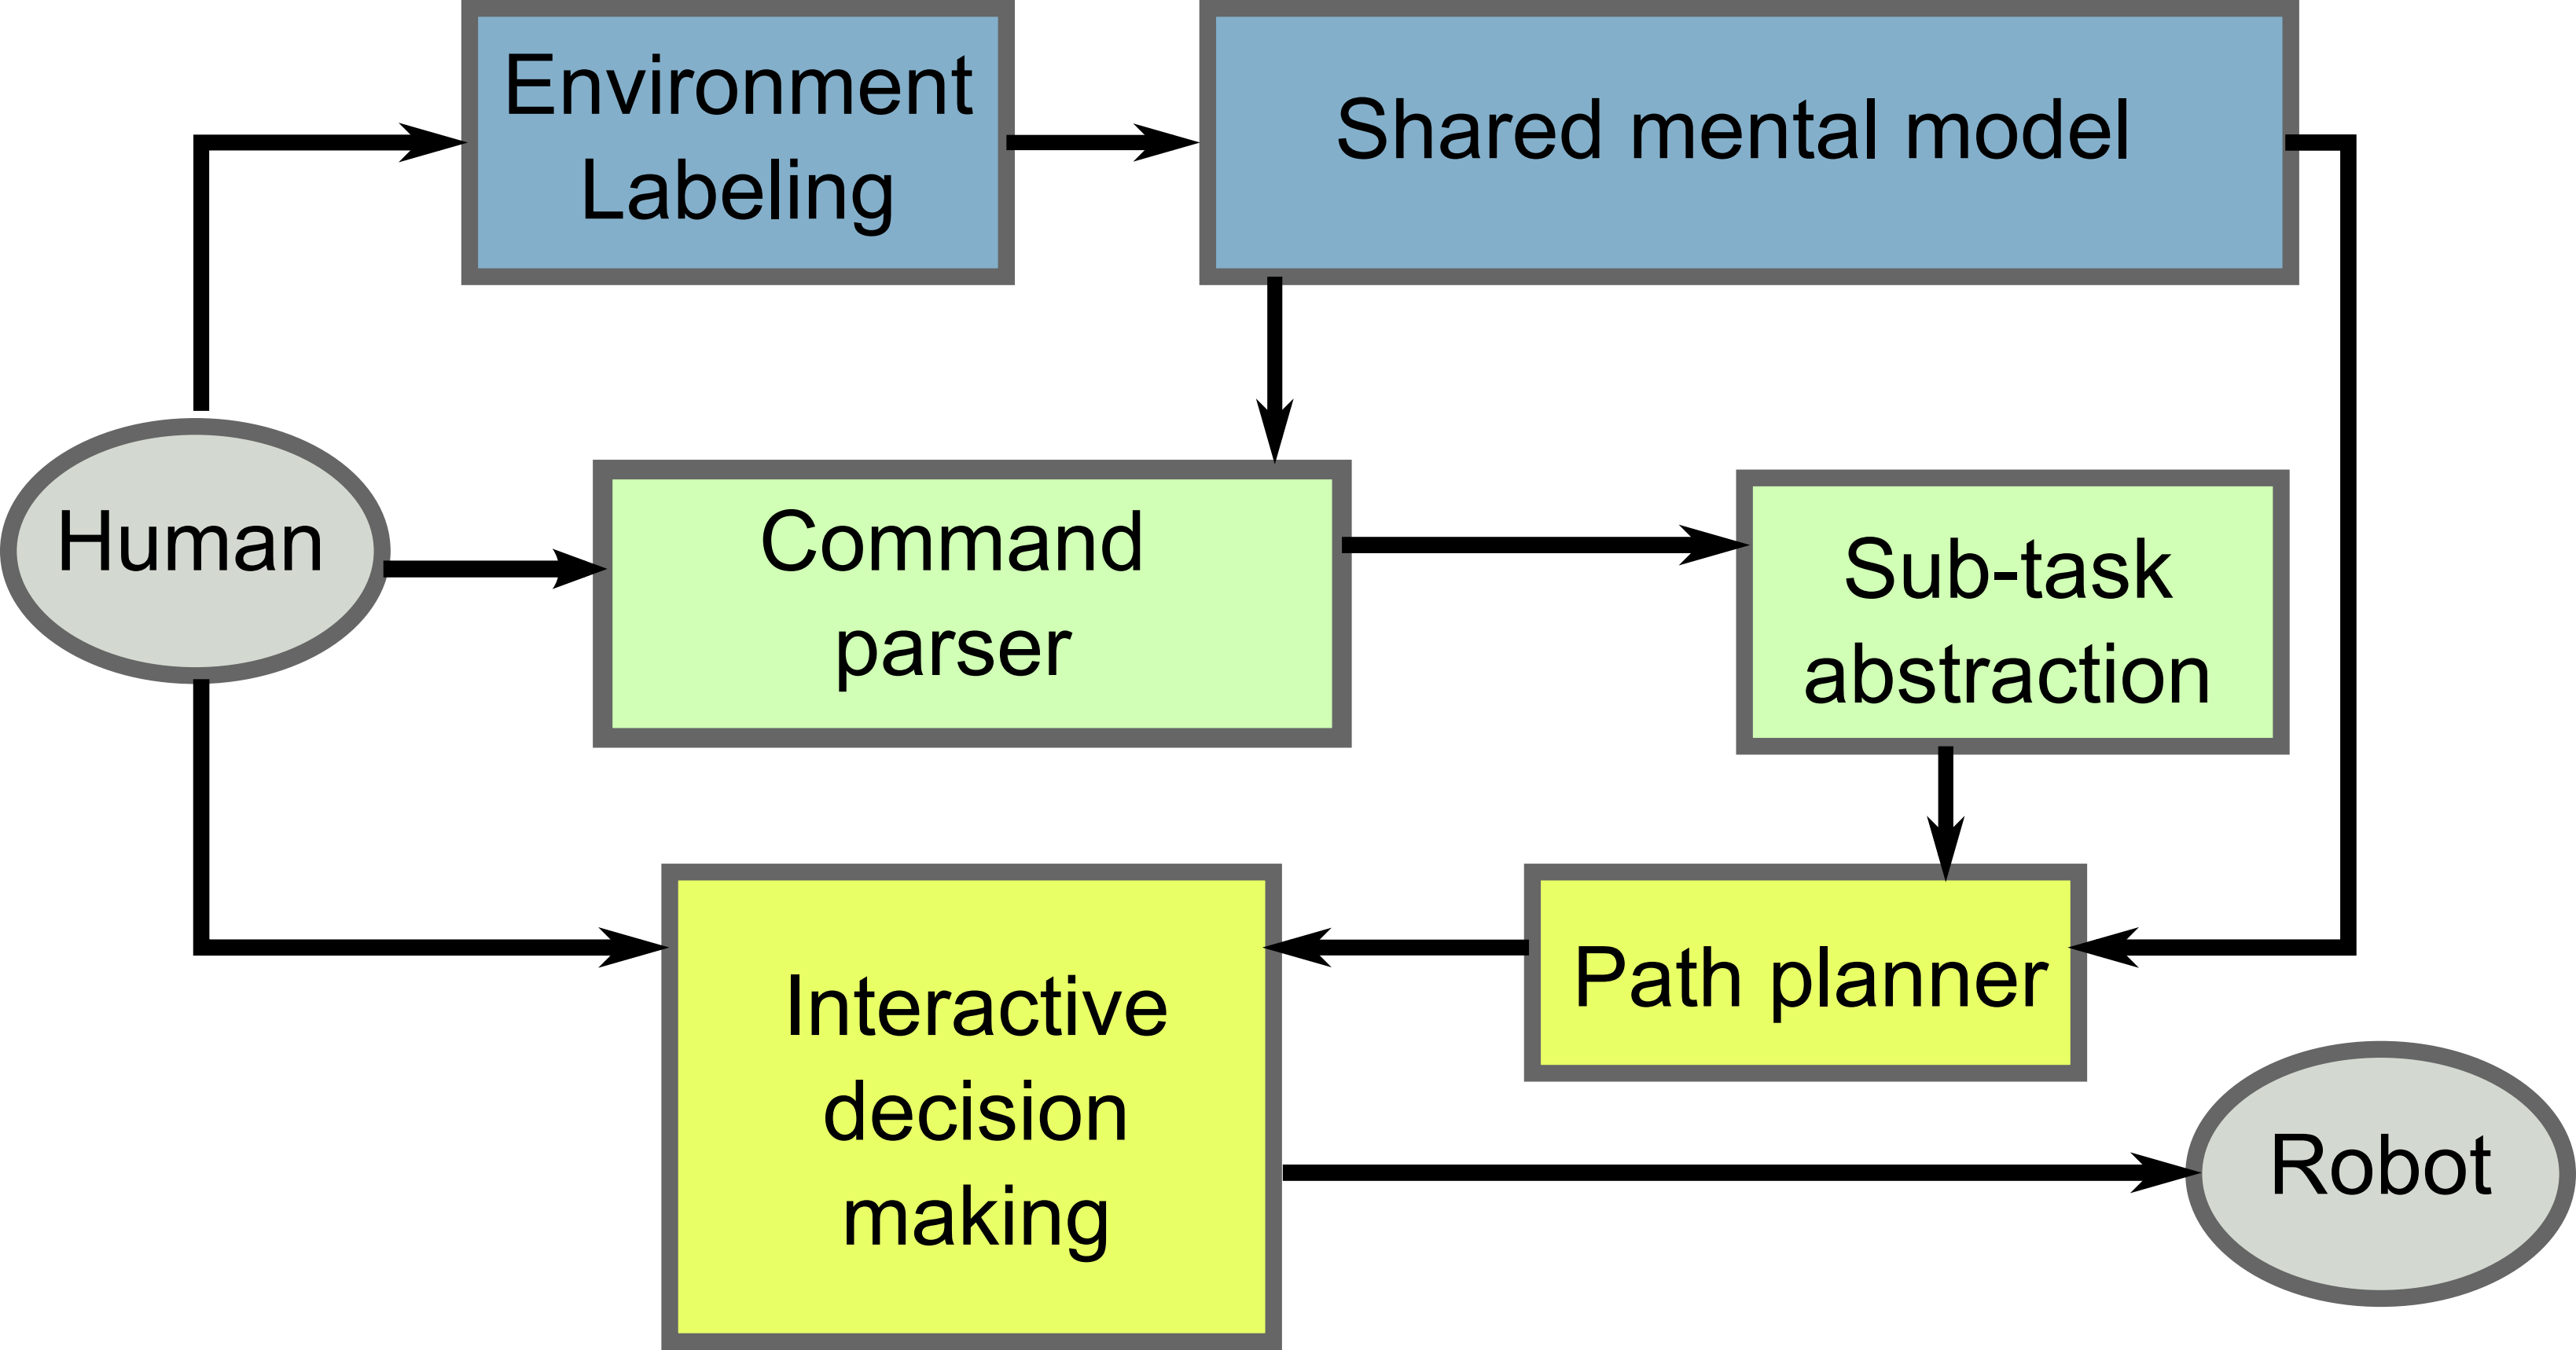 Environment
Labeling
Shared mental model
Human
Command
parser
Sub-task
abstraction
Interactive
decision
making
Path planner
Robot